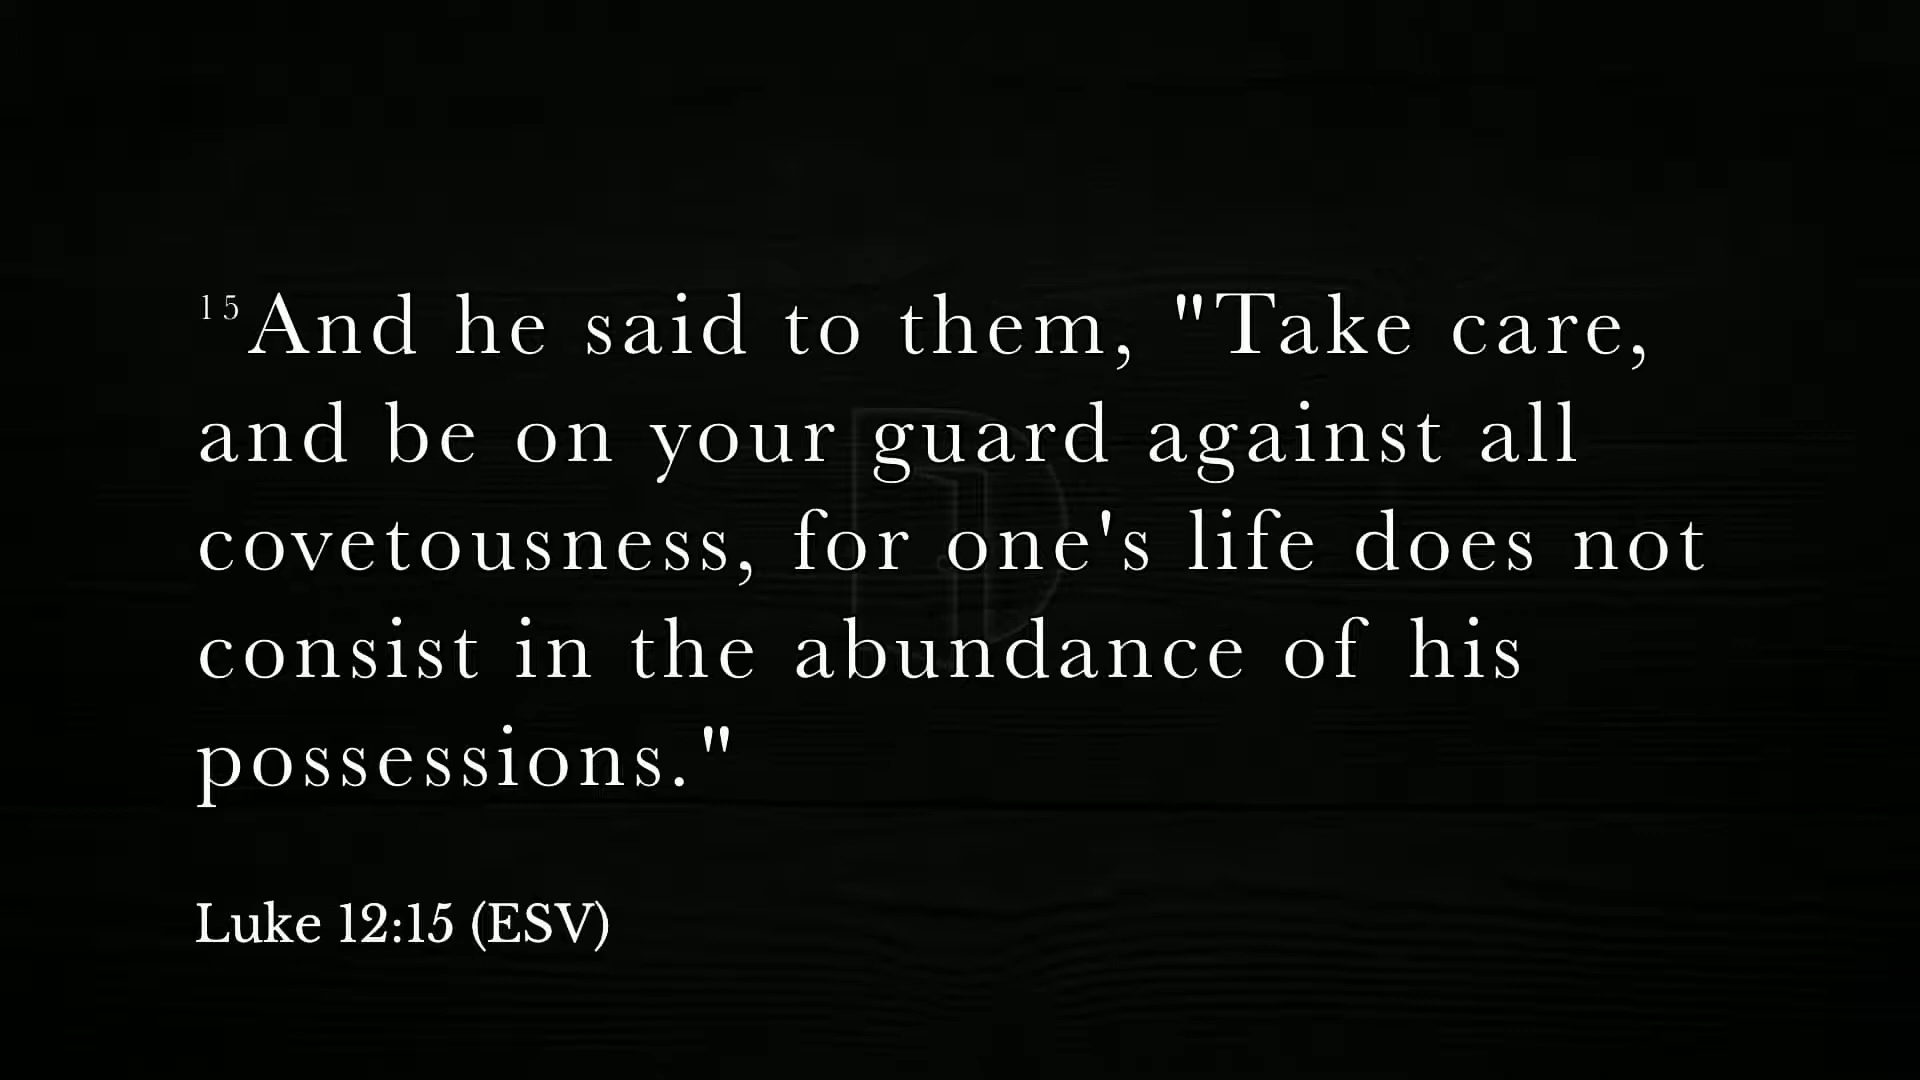 15And he said to them, "Take care,
and be on your guard against all
covetousness, for one's life does not
consist in the abundance of his
possessions."
Luke 12:15 (ESV)